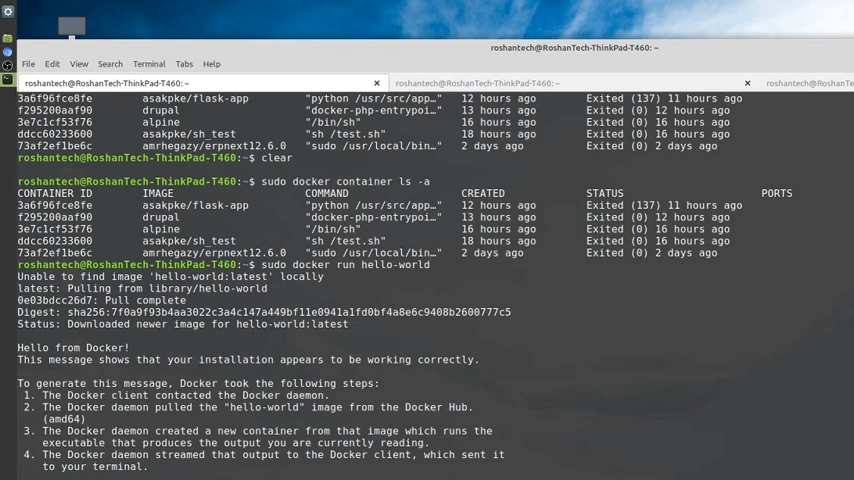 roshantech@RoshanTech-ThinkPad-T460: ~
File Edit View Search Terminal Tabs Help
roshantech@RoshanTech-ThinkPad-T460: ~ × roshantech@RoshanTech-ThinkPad-T460: ~ × roshantech@RoshanTech-ThinkPad
3a6f96fce8fe asakpke/flask-app "python /usr/src/app…" 12 hours ago Exited (137) 11 hours ago
f295200aaf90 drupal "docker-php-entrypoi…" 13 hours ago Exited (0) 12 hours ago
3e7c1cf53f76 alpine "/bin/sh" 16 hours ago Exited (0) 16 hours ago
ddcc60233600 asakpke/sh_test "sh /test.sh" 18 hours ago Exited (0) 16 hours ago
73af2ef1be6c amrhegazy/erpnext12.6.0 "sudo /usr/local/bin…" 2 days ago Exited (0) 2 days ago
roshantech@RoshanTech-ThinkPad-T460:~$ clear
roshantech@RoshanTech-ThinkPad-T460:~$ sudo docker container ls -a
CONTAINER ID IMAGE COMMAND CREATED STATUS PORTS
3a6f96fce8fe asakpke/flask-app "python /usr/src/app…" 12 hours ago Exited (137) 11 hours ago
f295200aaf90 drupal "docker-php-entrypoi…" 13 hours ago Exited (0) 12 hours ago
3e7c1cf53f76 alpine "/bin/sh" 16 hours ago Exited (0) 16 hours ago
ddcc60233600 asakpke/sh_test "sh /test.sh" 18 hours ago Exited (0) 16 hours ago
73af2ef1be6c amrhegazy/erpnext12.6.0 "sudo /usr/local/bin…" 2 days ago Exited (0) 2 days ago
roshantech@RoshanTech-ThinkPad-T460:~$ sudo docker run hello-world
Unable to find image 'hello-world:latest' locally
latest: Pulling from library/hello-world
0e03bdcc26d7: Pull complete
Digest: sha256:7f0a9f93b4aa3022c3a4c147a449bf11e0941a1fd0bf4a8e6c9408b2600777c5
Status: Downloaded newer image for hello-world:latest
Hello from Docker!
This message shows that your installation appears to be working correctly.
To generate this message, Docker took the following steps:
1. The Docker client contacted the Docker daemon.
2. The Docker daemon pulled the "hello-world" image from the Docker Hub.
(amd64)
3. The Docker daemon created a new container from that image which runs the
executable that produces the output you are currently reading.
4. The Docker daemon streamed that output to the Docker client, which sent it
to your terminal.